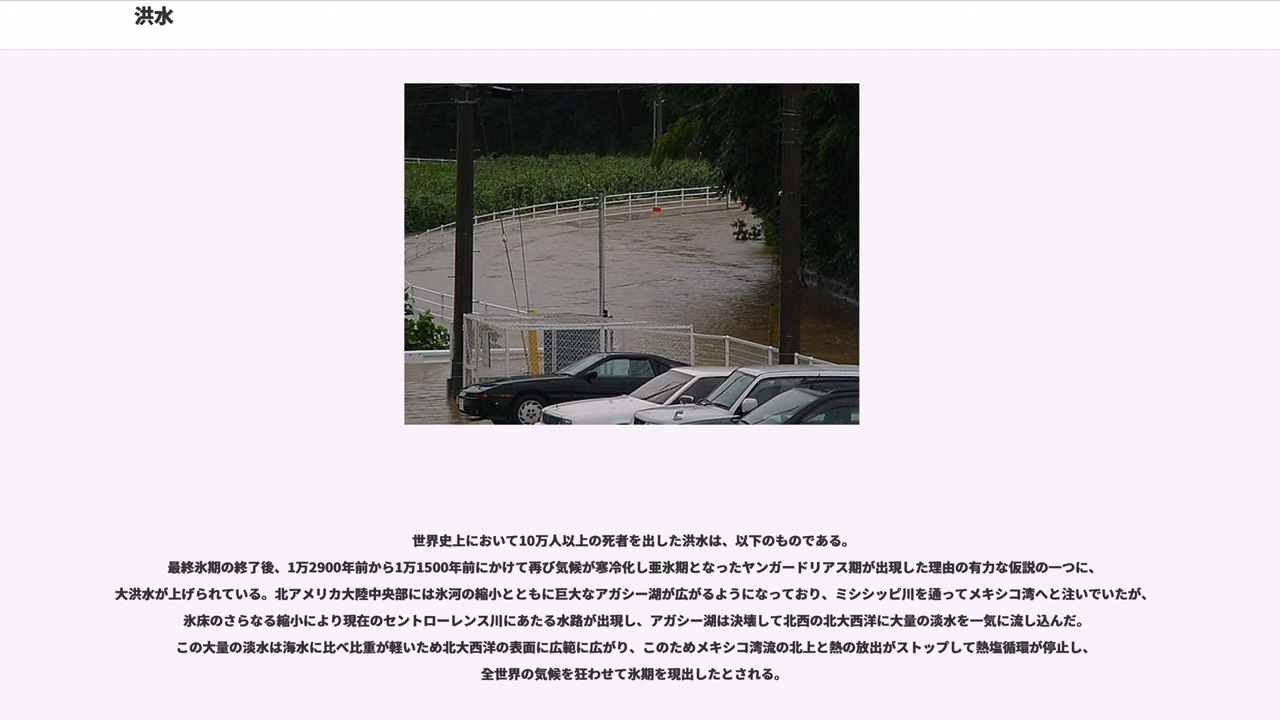 洪水
世界史上において10万人以上の死者を出した洪水は、以下のものである。
最終氷期の終了後、1万2900年前から1万1500年前にかけて再び気候が寒冷化し亜氷期となったヤンガードリアス期が出現した理由の有力な仮説の一つに、
大洪水が上げられている。北アメリカ大陸中央部には氷河の縮小とともに巨大なアガシー湖が広がるようになっており、ミシシッピ川を通ってメキシコ湾へと注いでいたが、
氷床のさらなる縮小により現在のセントローレンス川にあたる水路が出現し、アガシー湖は決壊して北西の北大西洋に大量の淡水を一気に流し込んだ。
この大量の淡水は海水に比べ比重が軽いため北大西洋の表面に広範に広がり、このためメキシコ湾流の北上と熱の放出がストップして熱塩循環が停止し、
全世界の気候を狂わせて氷期を現出したとされる。